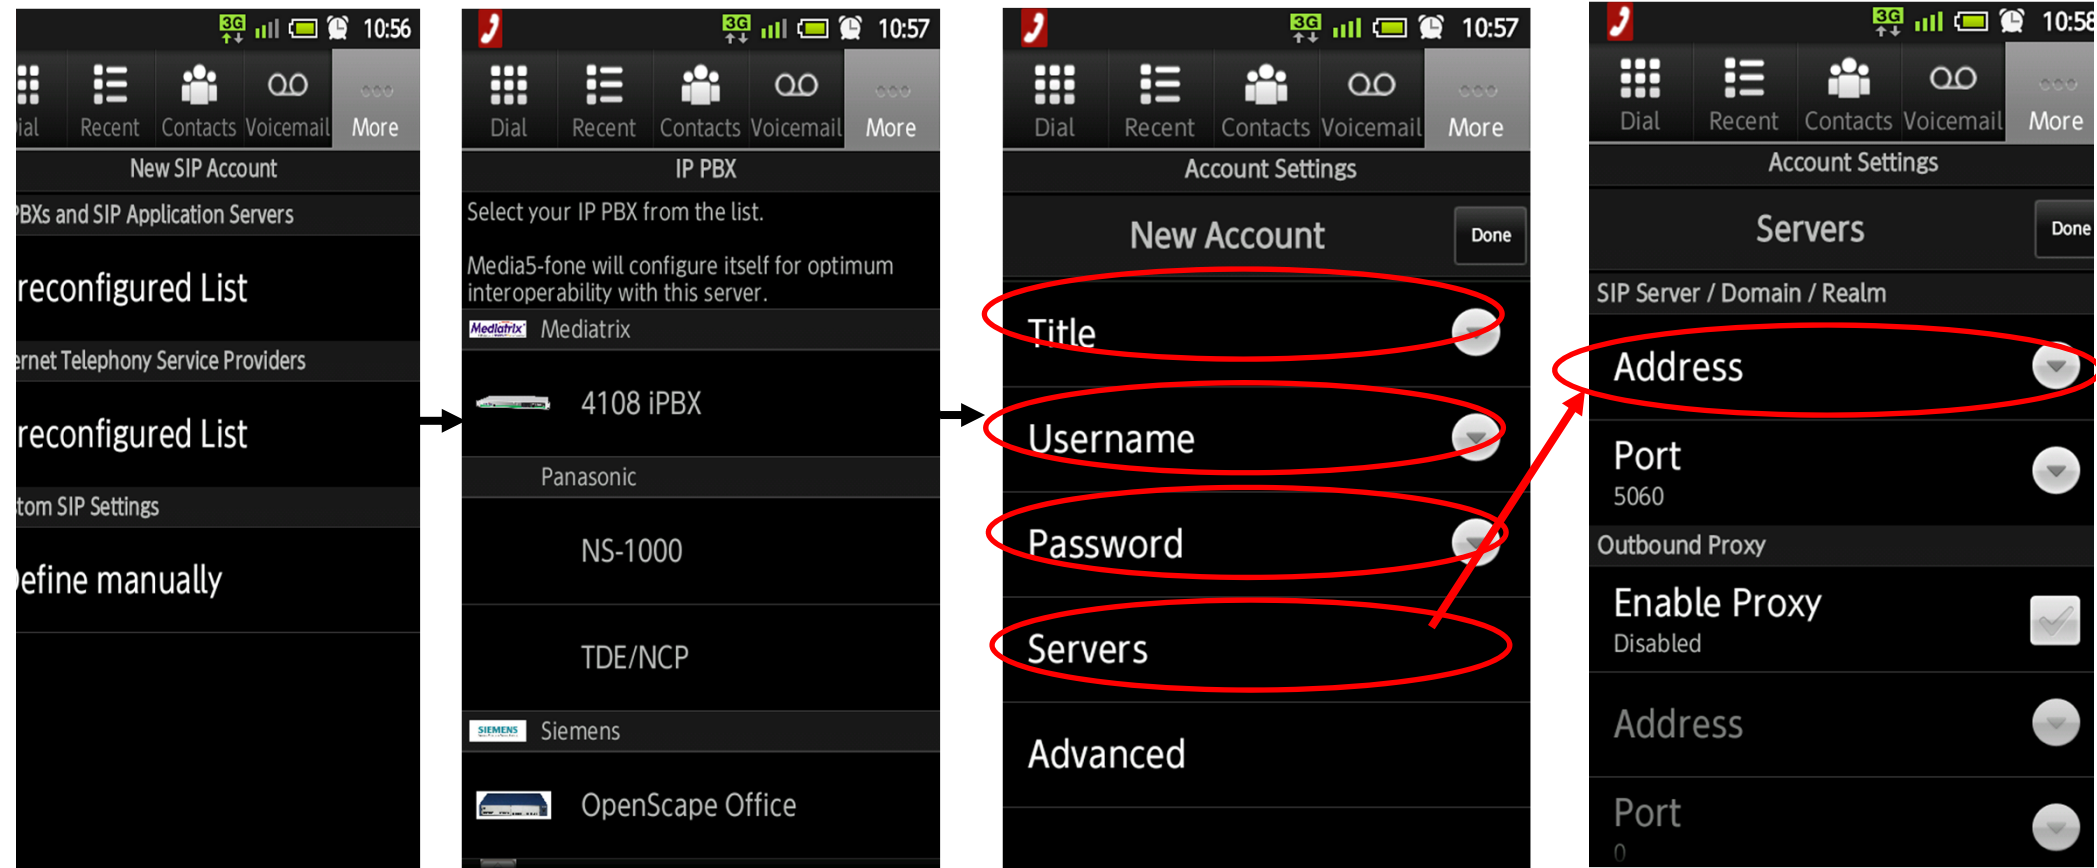 3G 10:56
ial Recent Contacts Voicemail More
New SIP Account
PBXs and SIP Application Servers
reconfigured List
ernet Telephony Service Providers
reconfigured List
tom SIP Settings
efine manually
3G 10:57
Dial Recent Contacts Voicemail More
IP PBX
Select your IP PBX from the list.
Media5-fone will configure itself for optimum
interoperability with this server.
Mediatrix Mediatrix
4108 iPBX
Panasonic
NS-1000
TDE/NCP
SIEMENS Siemens
OpenScape Office
3G 10:57
Dial Recent Contacts Voicemail More
Account Settings
New Account Done
Title
Username
Password
Servers
Advanced
3G 10:58
Dial Recent Contacts Voicemail More
Account Settings
Servers Done
SIP Server / Domain / Realm
Address
Port
5060
Outbound Proxy
Enable Proxy
Disabled
Address
Port
0